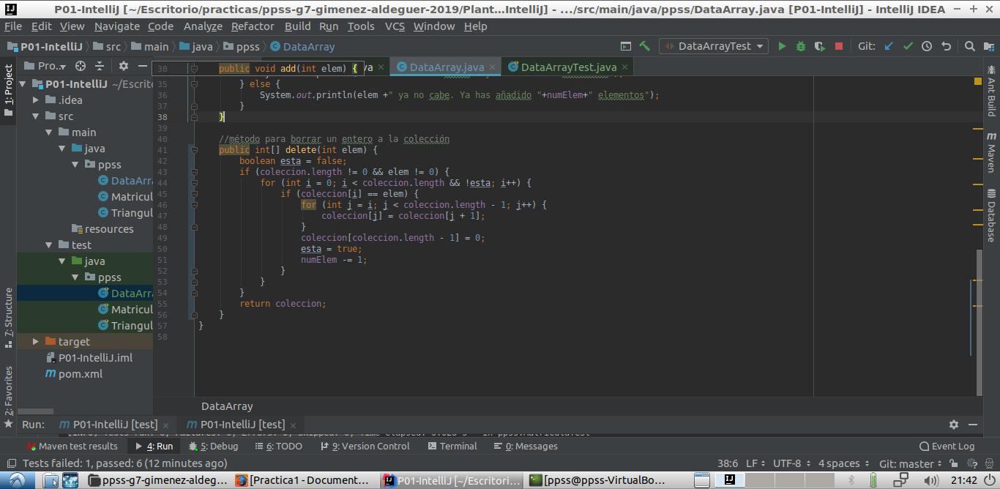 P01-IntelliJ [~/Escritorio/practicas/ppss-g7-gimenez-aldeguer-2019/Plant…IntelliJ] - .../src/main/java/ppss/DataArray.java [P01-IntelliJ] - IntelliJ IDEA
File Edit View Navigate Code Analyze Refactor Build Run Tools VCS Window Help
P01-IntelliJ src main java ppss DataArray DataArrayTest Git:
Pro... va DataArray.java DataArrayTest.java
1: Project
7: Structure
2: Favorites
P01-IntelliJ ~/Escrito
.idea
src
main
java
ppss
DataArra
Matricul
Triangul
resources
test
java
ppss
DataArra
Matricul
Triangul
target
P01-IntelliJ.iml
pom.xml
30 public void add(int elem) {
35 } else {
36 System.out.println(elem +" ya no cabe. Ya has añadido "+numElem+" elementos");
37 }
38 }
39
40 //método para borrar un entero a la colección
41 public int[] delete(int elem) {
42 boolean esta = false;
43 if (coleccion.length != 0 && elem != 0) {
44 for (int i = 0; i < coleccion.length && !esta; i++) {
45 if (coleccion[i] == elem) {
46 for (int j = i; j < coleccion.length - 1; j++) {
47 coleccion[j] = coleccion[j + 1];
48 }
49 coleccion[coleccion.length - 1] = 0;
50 esta = true;
51 numElem -= 1;
52 }
53 }
54 }
55 return coleccion;
56 }
57 }
58
DataArray
Ant Build
Maven
Database
Run: P01-IntelliJ [test] P01-IntelliJ [test]
Maven test results 4: Run 5: Debug 6: TODO 9: Version Control Terminal 0: Messages Event Log
Tests failed: 1, passed: 6 (12 minutes ago) 38:6 LF UTF-8 4 spaces Git: master
ppss-g7-gimenez-aldeg... [Practica1 - Document... P01-IntelliJ [~/Escritori... [ppss@ppss-VirtualBo... 21:42